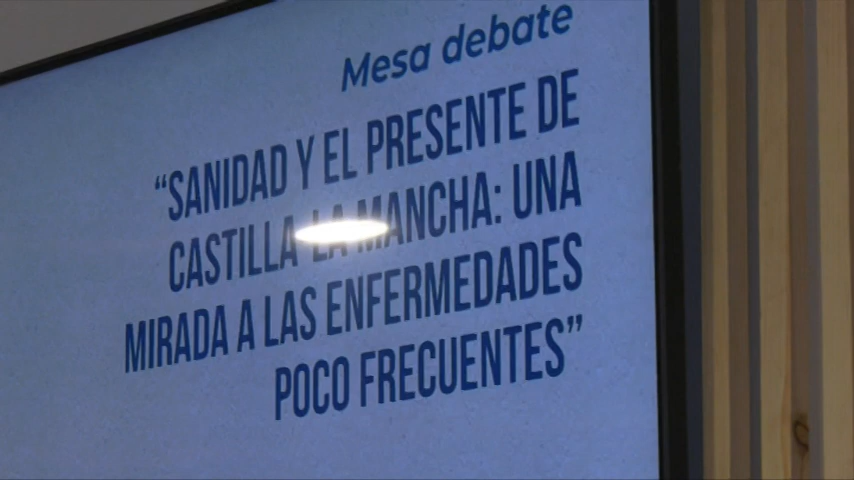 Mesa debate
“SANIDAD Y EL PRESENTE DE
CASTILLA-LA MANCHA: UNA
MIRADA A LAS ENFERMEDADES
POCO FRECUENTES”